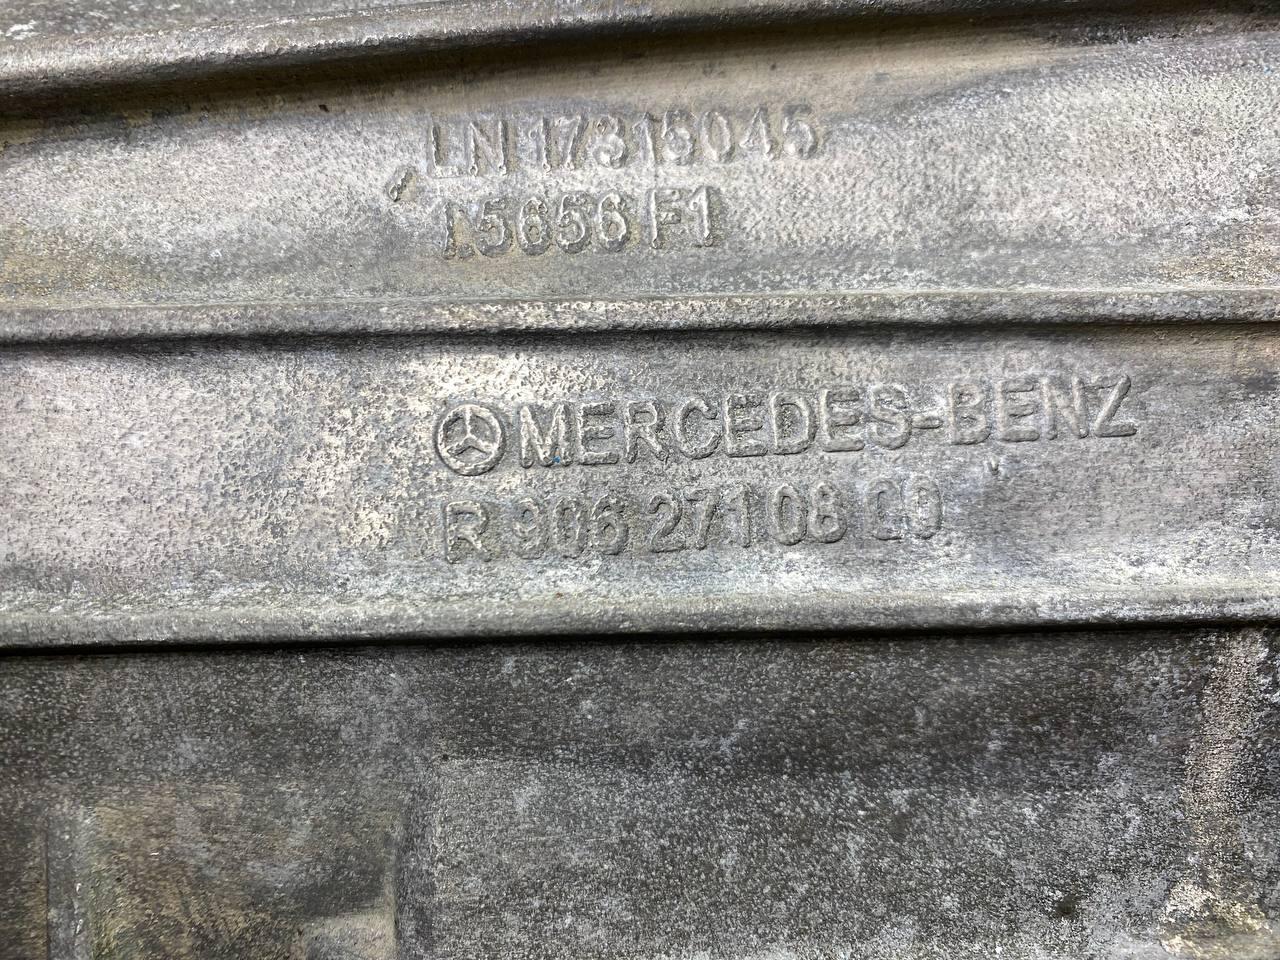 LN 17316045
15656 F1
MERCEDES-BENZ
R 906 271 08 00